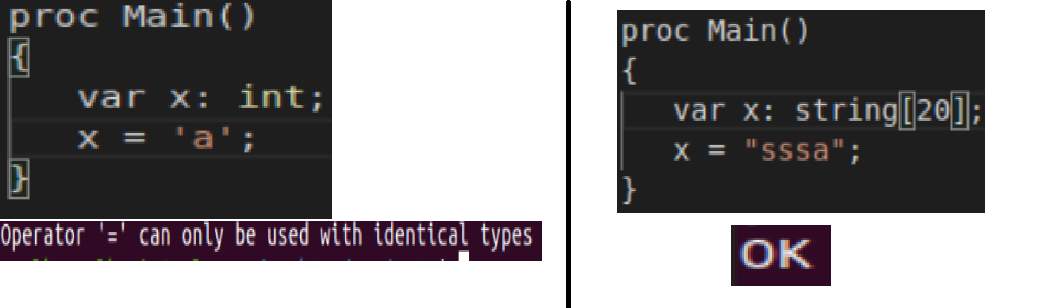 proc Main()
{
var x: int;
x = 'a';
}
Operator '=' can only be used with identical types
proc Main()
{
var x: string[20];
x = "sssa";
}
OK